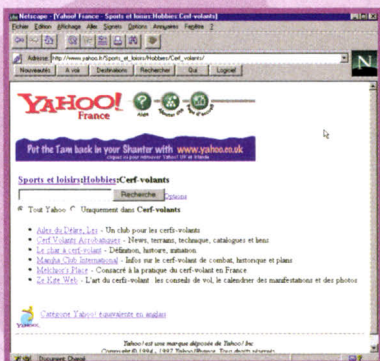 Netscape - [Yahoo! France - Sports et loisirs:Hobbies:Cerf-volants]
Fichier Edition Affichage Aller Signets Options Annuaires Fenêtre ?
Adresse: http://www.yahoo.fr/Sports_et_loisirs/Hobbies/Cerf_volants/
Nouveautés A voir Destinations Rechercher Qui Logiciel
N
YAHOO!
France
Aide
Put the Tam back in your Shanter with www.yahoo.co.uk
Sports et loisirs:Hobbies:Cerf-volants
Recherche Options
Tout Yahoo Uniquement dans Cerf-volants
Ailes du Délire, Les - Un club pour les cerfs-volants
Cerf Volants Acrobatiques - News, terrains, technique, catalogues et liens
Le chat à cerf-volant - Définition, histoire, initiation
Manjha Club International - Infos sur le cerf-volant de combat, historique et plans
Melchior's Place - Consacré à la pratique du cerf-volant en France
Ze Kite Web - L'art du cerfs-volant: les conseils de vol, le calendrier des manifestations et des photos
Catégorie Yahoo! équivalente en anglais
Yahoo! est une marque déposée de Yahoo! Inc
Copyright © 1994 - 1997 Yahoo! France. Tous droits réservés
Document: Chargé